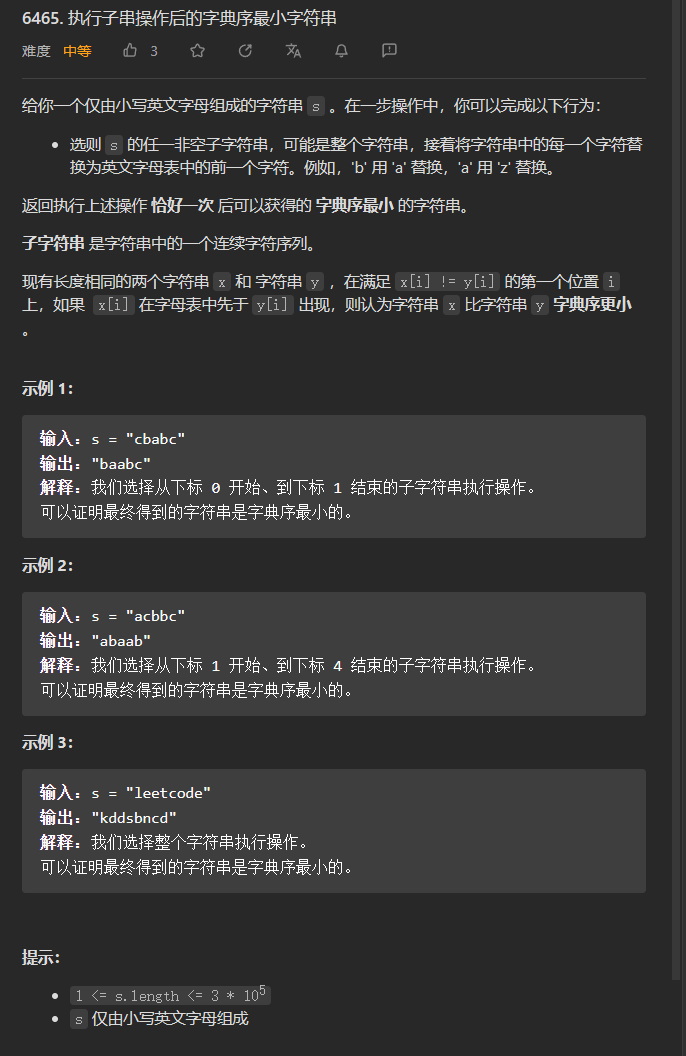 6465. 执行子串操作后的字典序最小字符串
难度 中等 3
给你一个仅由小写英文字母组成的字符串 s 。在一步操作中，你可以完成以下行为：
选则 s 的任一非空子字符串，可能是整个字符串，接着将字符串中的每一个字符替
换为英文字母表中的前一个字符。例如，'b' 用 'a' 替换，'a' 用 'z' 替换。
返回执行上述操作 恰好一次 后可以获得的 字典序最小 的字符串。
子字符串 是字符串中的一个连续字符序列。
现有长度相同的两个字符串 x 和 字符串 y ，在满足 x[i] != y[i] 的第一个位置 i
上，如果 x[i] 在字母表中先于 y[i] 出现，则认为字符串 x 比字符串 y 字典序更小
。
示例 1：
输入：s = "cbabc"
输出："baabc"
解释：我们选择从下标 0 开始、到下标 1 结束的子字符串执行操作。
可以证明最终得到的字符串是字典序最小的。
示例 2：
输入：s = "acbbc"
输出："abaab"
解释：我们选择从下标 1 开始、到下标 4 结束的子字符串执行操作。
可以证明最终得到的字符串是字典序最小的。
示例 3：
输入：s = "leetcode"
输出："kddsbncd"
解释：我们选择整个字符串执行操作。
可以证明最终得到的字符串是字典序最小的。
提示：
1 <= s.length <= 3 * 10⁵
s 仅由小写英文字母组成